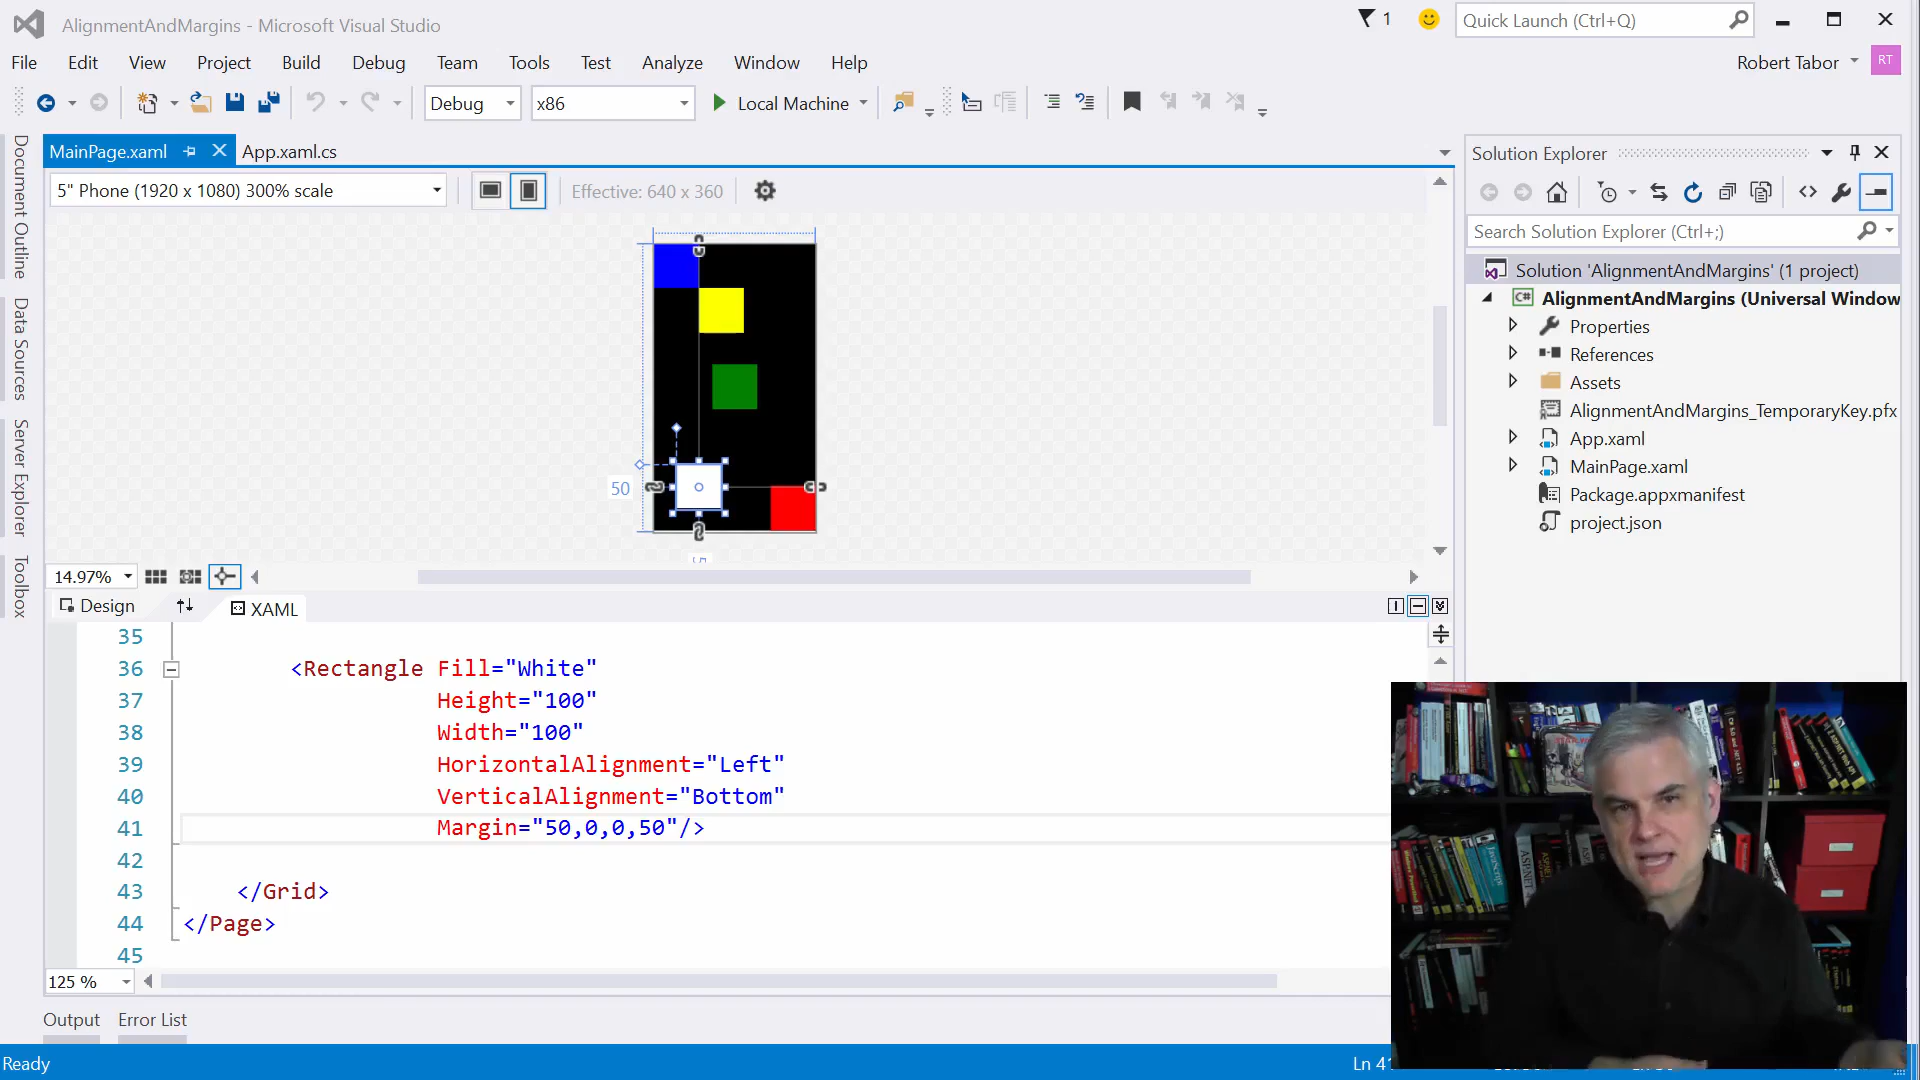 AlignmentAndMargins - Microsoft Visual Studio
1
Quick Launch (Ctrl+Q)
File Edit View Project Build Debug Team Tools Test Analyze Window Help
Robert Tabor RT
Debug x86 Local Machine
MainPage.xaml App.xaml.cs
5" Phone (1920 x 1080) 300% scale
Effective: 640 x 360
Document Outline
Data Sources
Server Explorer
Toolbox
50
14.97%
Design
XAML
35
36 <Rectangle Fill="White"
37 Height="100"
38 Width="100"
39 HorizontalAlignment="Left"
40 VerticalAlignment="Bottom"
41 Margin="50,0,0,50"/>
42
43 </Grid>
44 </Page>
45
125 %
Output Error List
Ready
Ln 41
Solution Explorer
Search Solution Explorer (Ctrl+;)
Solution 'AlignmentAndMargins' (1 project)
C# AlignmentAndMargins (Universal Window
Properties
References
Assets
AlignmentAndMargins_TemporaryKey.pfx
App.xaml
MainPage.xaml
Package.appxmanifest
project.json